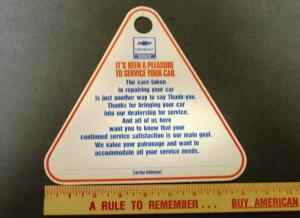 CHEVROLET
IT'S BEEN A PLEASURE
TO SERVICE YOUR CAR.
The care taken
in repairing your car
is just another way to say Thank-you.
Thanks for bringing your car
into our dealership for service.
And all of us here
want you to know that your
continued service satisfaction is our main goal.
We value your patronage and want to
accommodate all your service needs.
(service technician)
A RULE TO REMEMBER... BUY AMERICAN